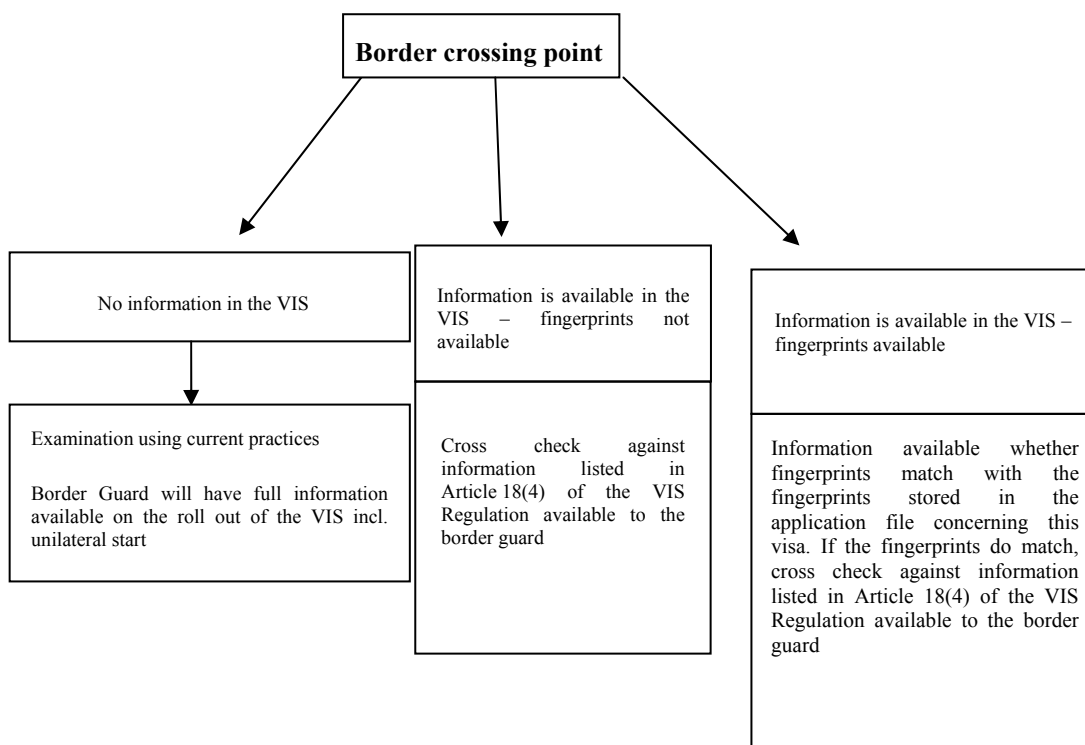 Border crossing point
No information in the VIS
Examination using current practices
Border Guard will have full information
available on the roll out of the VIS incl.
unilateral start
Information is available in the
VIS – fingerprints not
available
Cross check against
information listed in
Article 18(4) of the VIS
Regulation available to the
border guard
Information is available in the VIS –
fingerprints available
Information available whether
fingerprints match with the
fingerprints stored in the
application file concerning this
visa. If the fingerprints do match,
cross check against information
listed in Article 18(4) of the VIS
Regulation available to the border
guard